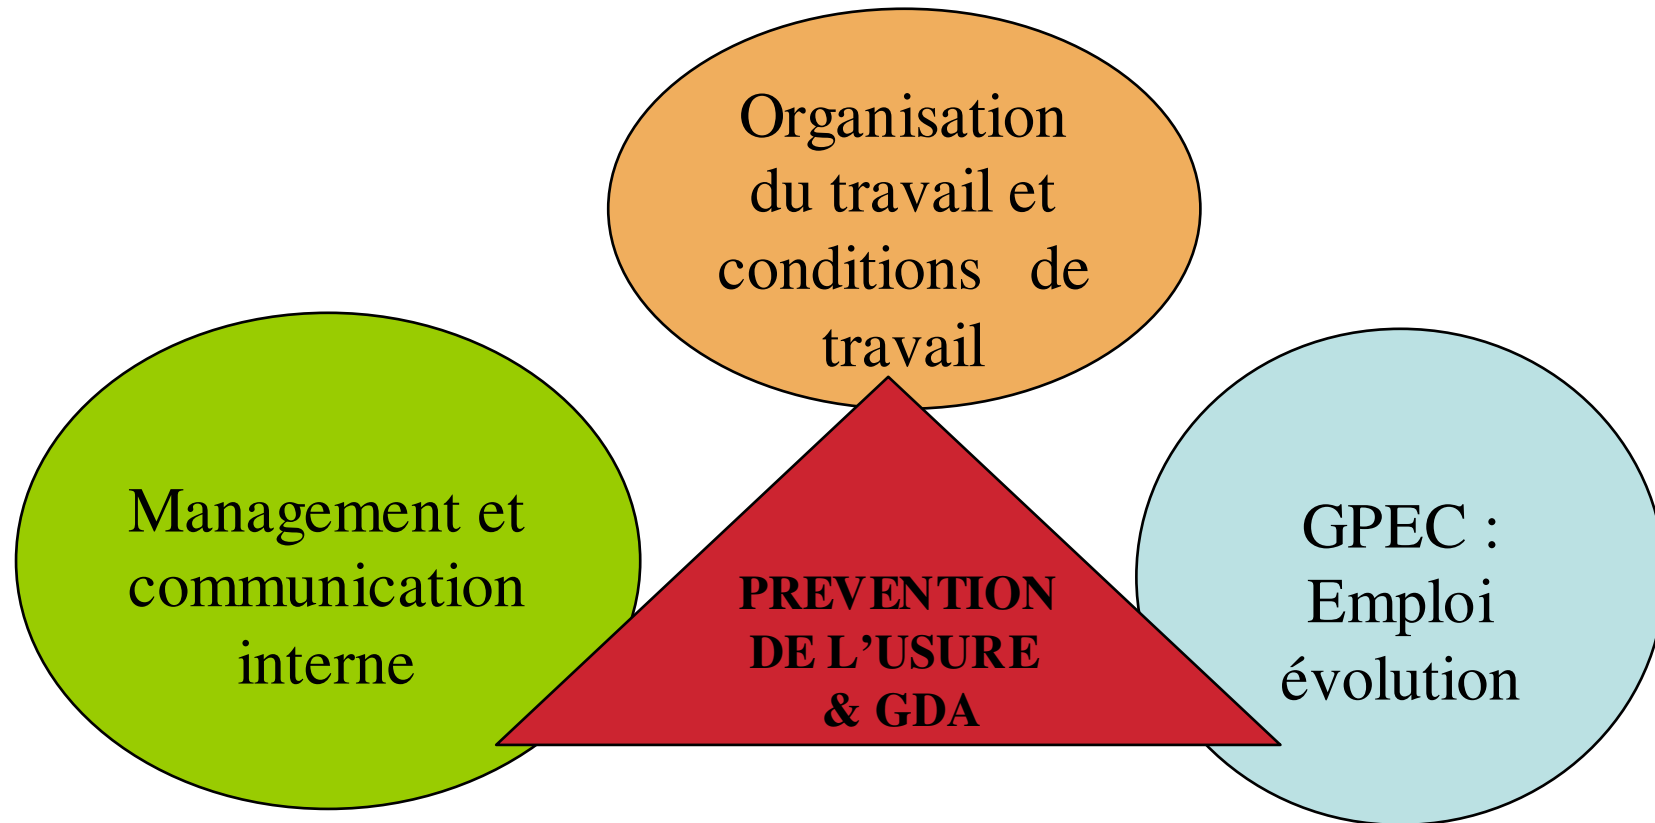 Organisation
du travail et
conditions de
travail
Management et
communication
interne
PREVENTION
DE L’USURE
& GDA
GPEC :
Emploi
évolution